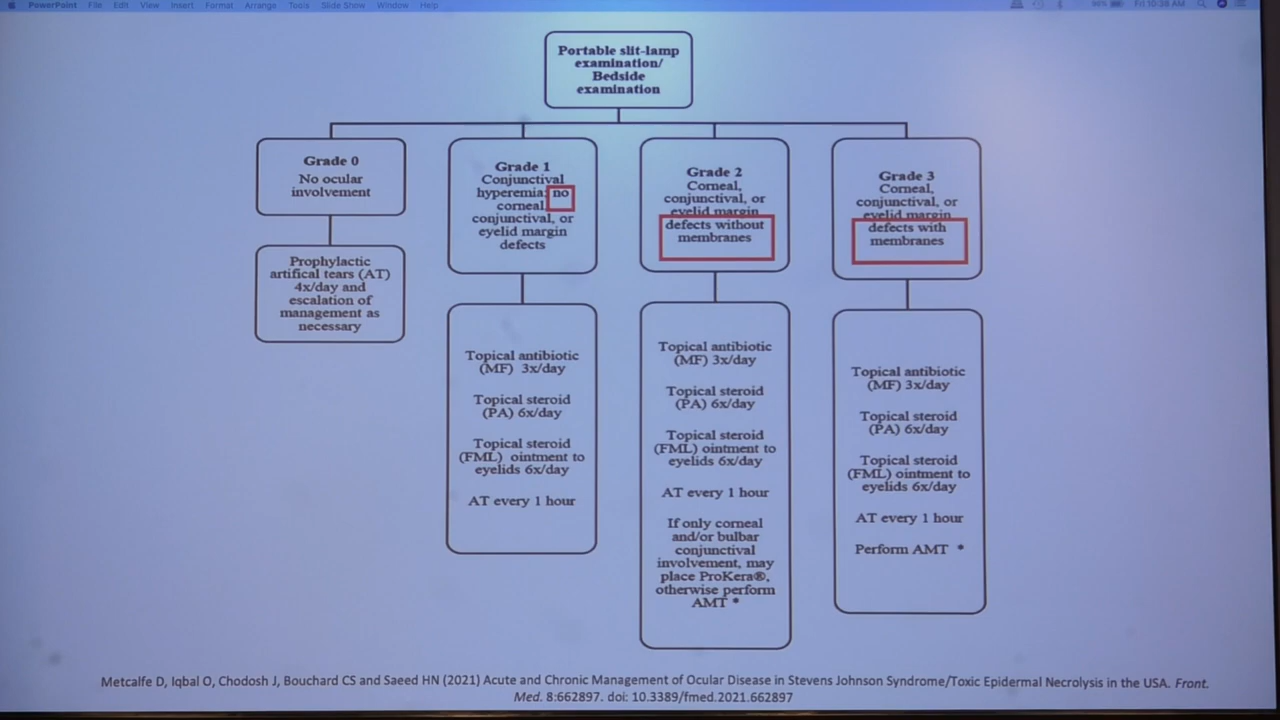 PowerPoint File Edit View Insert Format Arrange Tools Slide Show Window Help
90% Fri 10:38 AM
Portable slit-lamp
examination/
Bedside
examination
Grade 0
No ocular
involvement
Prophylactic
artifical tears (AT)
4x/day and
escalation of
management as
necessary
Grade 1
Conjunctival
hyperemia; no
corneal,
conjunctival, or
eyelid margin
defects
Topical antibiotic
(MF) 3x/day
Topical steroid
(PA) 6x/day
Topical steroid
(FML) ointment to
eyelids 6x/day
AT every 1 hour
Grade 2
Corneal,
conjunctival, or
eyelid margin
defects without
membranes
Topical antibiotic
(MF) 3x/day
Topical steroid
(PA) 6x/day
Topical steroid
(FML) ointment to
eyelids 6x/day
AT every 1 hour
If only corneal
and/or bulbar
conjunctival
involvement, may
place ProKera®,
otherwise perform
AMT *
Grade 3
Corneal,
conjunctival, or
eyelid margin
defects with
membranes
Topical antibiotic
(MF) 3x/day
Topical steroid
(PA) 6x/day
Topical steroid
(FML) ointment to
eyelids 6x/day
AT every 1 hour
Perform AMT *
Metcalfe D, Iqbal O, Chodosh J, Bouchard CS and Saeed HN (2021) Acute and Chronic Management of Ocular Disease in Stevens Johnson Syndrome/Toxic Epidermal Necrolysis in the USA. Front.
Med. 8:662897. doi: 10.3389/fmed.2021.662897